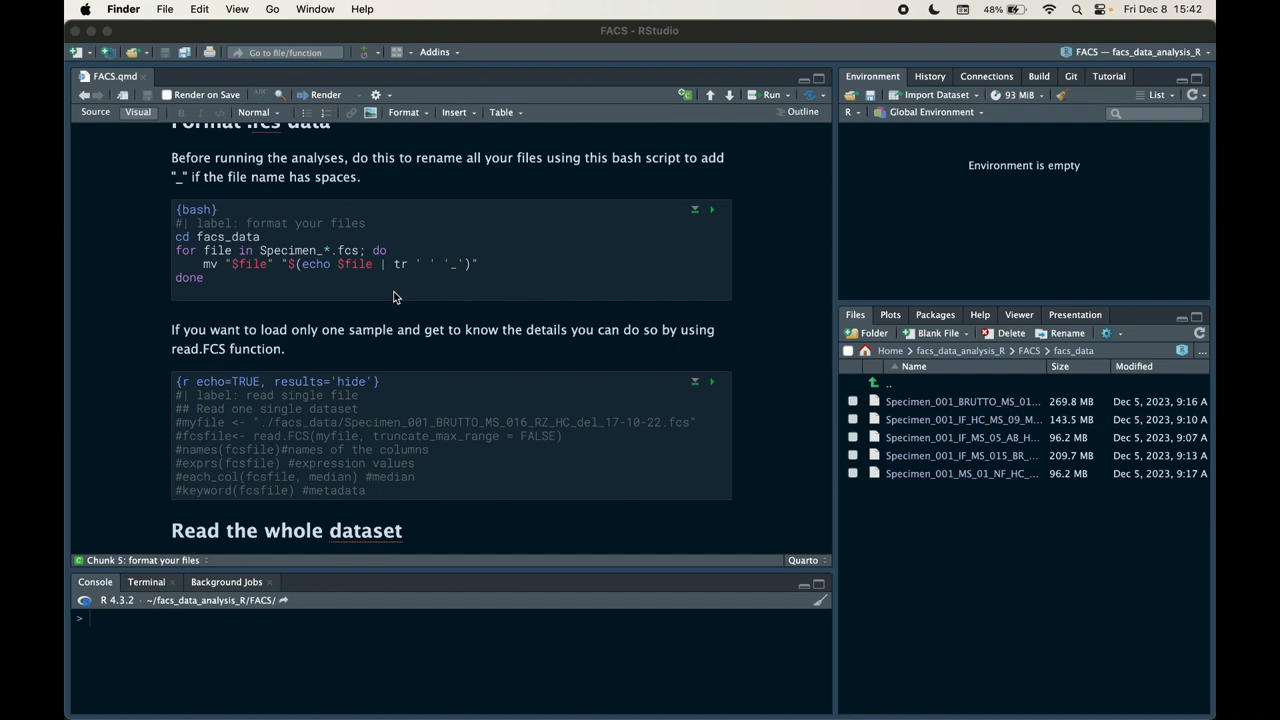 Finder File Edit View Go Window Help 48% Fri Dec 8 15:42
FACS - RStudio
Go to file/function Addins FACS — facs_data_analysis_R
FACS.qmd
Render on Save ABC Render Run
Source Visual B I Normal Format Insert Table Outline
Format .fcs data
Before running the analyses, do this to rename all your files using this bash script to add
"_" if the file name has spaces.
{bash}
#| label: format your files
cd facs_data
for file in Specimen_*.fcs; do
mv "$file" "$(echo $file | tr ' ' '_')"
done
If you want to load only one sample and get to know the details you can do so by using
read.FCS function.
{r echo=TRUE, results='hide'}
#| label: read single file
## Read one single dataset
#myfile <- "./facs_data/Specimen_001_BRUTTO_MS_016_RZ_HC_del_17-10-22.fcs"
#fcsfile<- read.FCS(myfile, truncate_max_range = FALSE)
#names(fcsfile)#names of the columns
#exprs(fcsfile) #expression values
#each_col(fcsfile, median) #median
#keyword(fcsfile) #metadata
Read the whole dataset
Chunk 5: format your files Quarto
Console Terminal Background Jobs
R 4.3.2 · ~/facs_data_analysis_R/FACS/
>
Environment History Connections Build Git Tutorial
Import Dataset 93 MiB List
R Global Environment
Environment is empty
Files Plots Packages Help Viewer Presentation
Folder Blank File Delete Rename
Home > facs_data_analysis_R > FACS > facs_data ...
Name Size Modified
..
Specimen_001_BRUTTO_MS_01... 269.8 MB Dec 5, 2023, 9:16 A
Specimen_001_IF_HC_MS_09_M... 143.5 MB Dec 5, 2023, 9:10 A
Specimen_001_IF_MS_05_AB_H... 96.2 MB Dec 5, 2023, 9:07 A
Specimen_001_IF_MS_015_BR_... 209.7 MB Dec 5, 2023, 9:13 A
Specimen_001_MS_01_NF_HC_... 96.2 MB Dec 5, 2023, 9:17 A